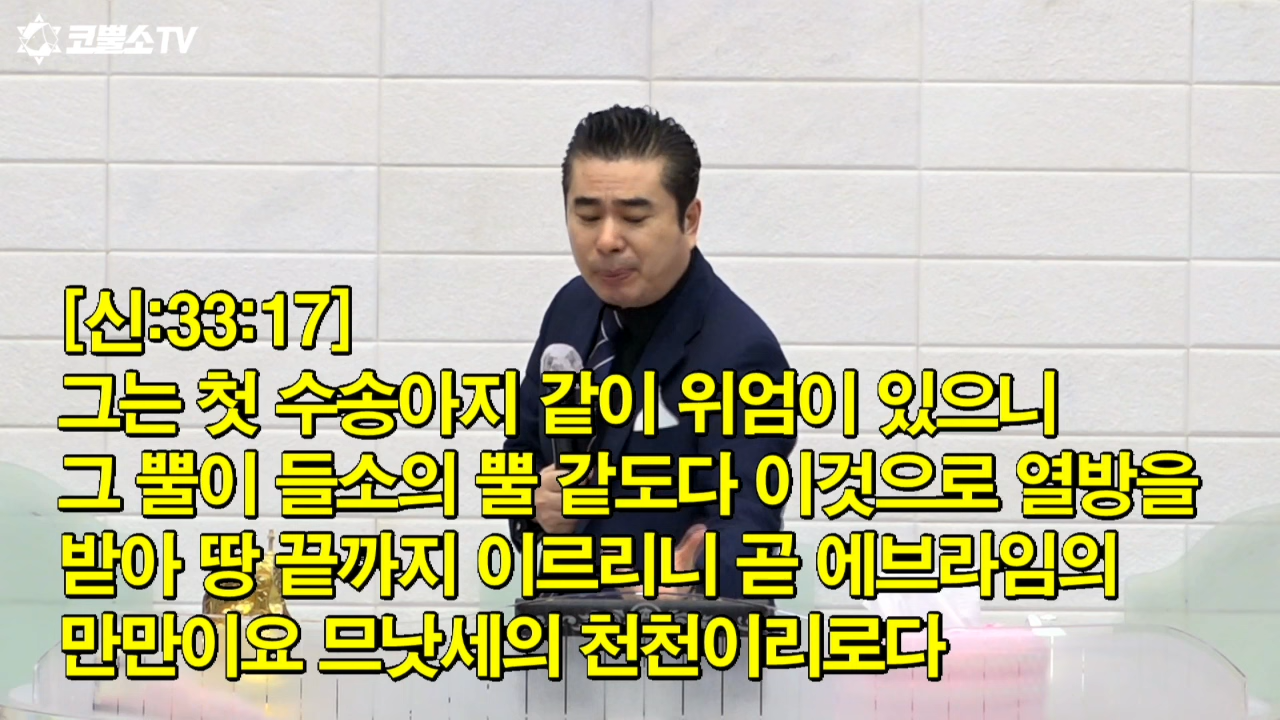 코뿔소TV
[신:33:17]
그는 첫 수송아지 같이 위엄이 있으니
그 뿔이 들소의 뿔 같도다 이것으로 열방을
받아 땅 끝까지 이르리니 곧 에브라임의
만만이요 므낫세의 천천이리로다